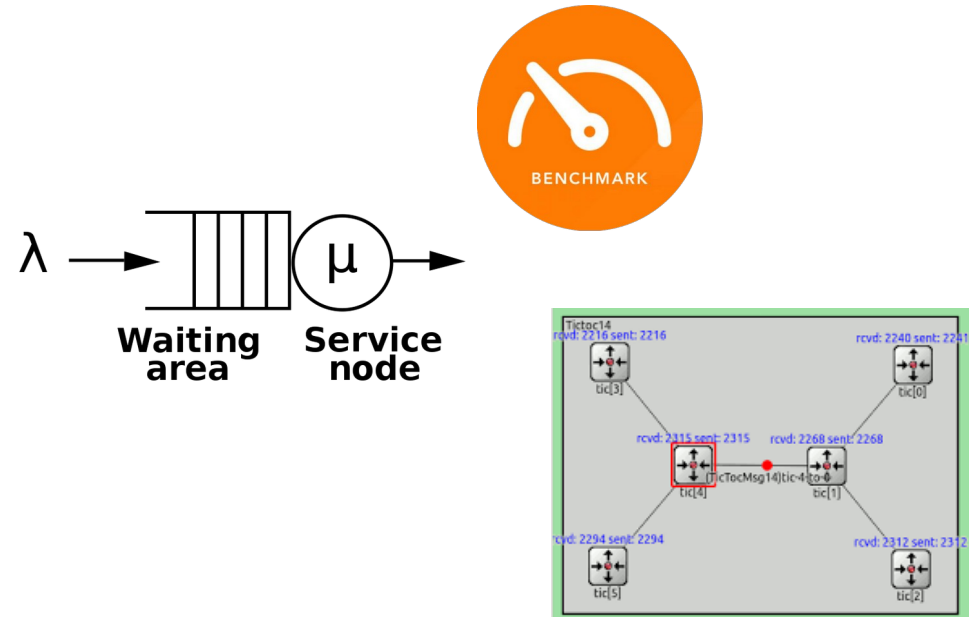 BENCHMARK
λ
μ
Waiting
area
Service
node
Tictoc14
rcvd: 2216 sent: 2216
rcvd: 2240 sent: 2241
tic[3]
tic[0]
rcvd: 2315 sent: 2315
rcvd: 2268 sent: 2268
(TicTocMsg14)tic-4-to-0
tic[4]
tic[1]
rcvd: 2294 sent: 2294
rcvd: 2312 sent: 2312
tic[5]
tic[2]